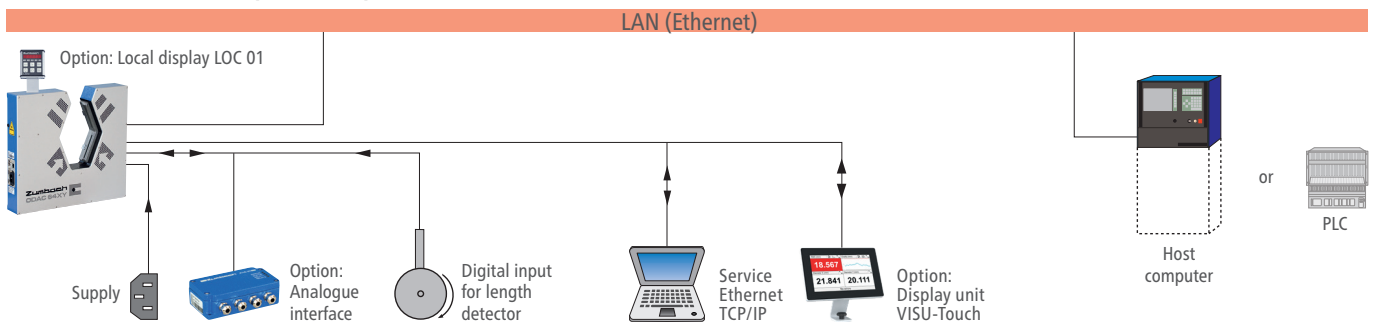 LAN (Ethernet)
Option: Local display LOC 01
zumbach
ODAC 54XY
Supply
Option:
Analogue
interface
Digital input
for length
detector
Service
Ethernet
TCP/IP
18.567
21.841 20.111
Option:
Display unit
VISU-Touch
Host
computer
or
PLC